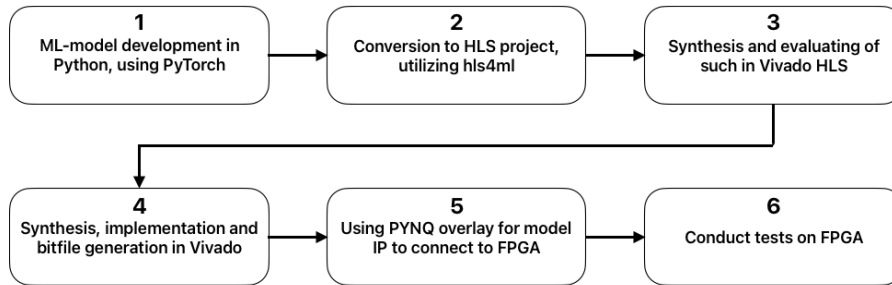 1
ML-model development in
Python, using PyTorch
2
Conversion to HLS project,
utilizing hls4ml
3
Synthesis and evaluating of
such in Vivado HLS
4
Synthesis, implementation and
bitfile generation in Vivado
5
Using PYNQ overlay for model
IP to connect to FPGA
6
Conduct tests on FPGA